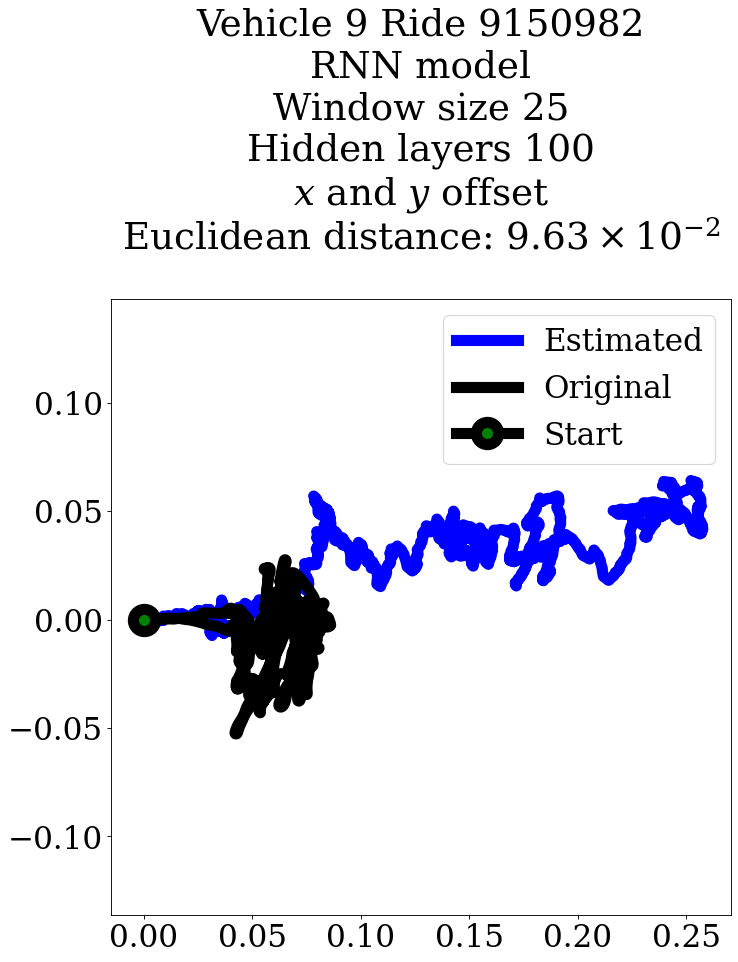 Vehicle 9 Ride 9150982
RNN model
Window size 25
Hidden layers 100
x and y offset
Euclidean distance: 9.63 × 10⁻²
Estimated
Original
Start
0.10
0.05
0.00
−0.05
−0.10
0.00 0.05 0.10 0.15 0.20 0.25